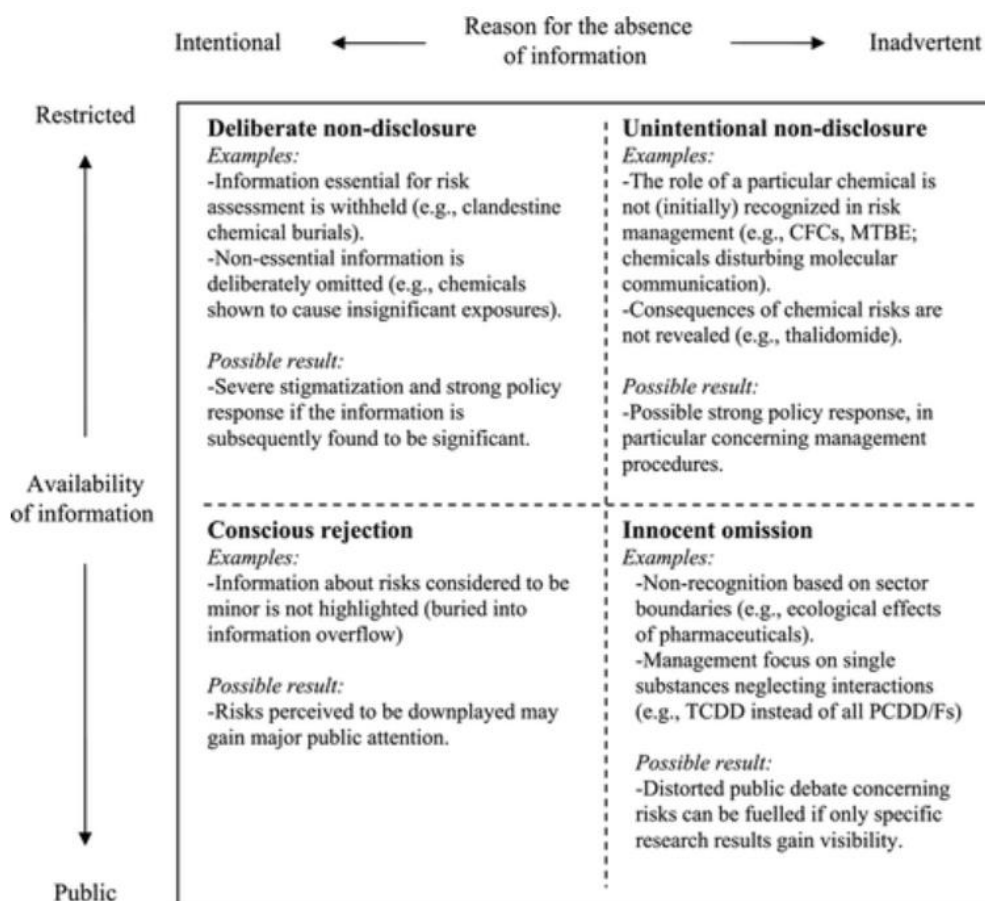 Reason for the absence
of information
Intentional
Inadvertent
Restricted
Availability
of information
Public
Deliberate non-disclosure
Examples:
-Information essential for risk
assessment is withheld (e.g., clandestine
chemical burials).
-Non-essential information is
deliberately omitted (e.g., chemicals
shown to cause insignificant exposures).
Possible result:
-Severe stigmatization and strong policy
response if the information is
subsequently found to be significant.
Unintentional non-disclosure
Examples:
-The role of a particular chemical is
not (initially) recognized in risk
management (e.g., CFCs, MTBE;
chemicals disturbing molecular
communication).
-Consequences of chemical risks are
not revealed (e.g., thalidomide).
Possible result:
-Possible strong policy response, in
particular concerning management
procedures.
Conscious rejection
Examples:
-Information about risks considered to be
minor is not highlighted (buried into
information overflow)
Possible result:
-Risks perceived to be downplayed may
gain major public attention.
Innocent omission
Examples:
-Non-recognition based on sector
boundaries (e.g., ecological effects
of pharmaceuticals).
-Management focus on single
substances neglecting interactions
(e.g., TCDD instead of all PCDD/Fs)
Possible result:
-Distorted public debate concerning
risks can be fuelled if only specific
research results gain visibility.